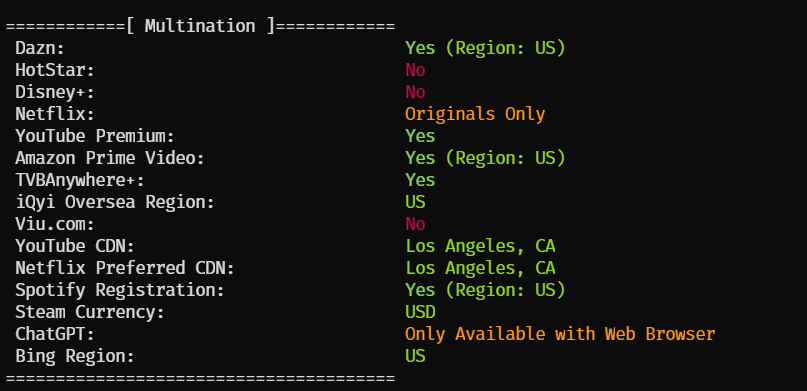 ============[ Multination ]============
Dazn: Yes (Region: US)
HotStar: No
Disney+: No
Netflix: Originals Only
YouTube Premium: Yes
Amazon Prime Video: Yes (Region: US)
TVBAnywhere+: Yes
iQyi Oversea Region: US
Viu.com: No
YouTube CDN: Los Angeles, CA
Netflix Preferred CDN: Los Angeles, CA
Spotify Registration: Yes (Region: US)
Steam Currency: USD
ChatGPT: Only Available with Web Browser
Bing Region: US
=======================================